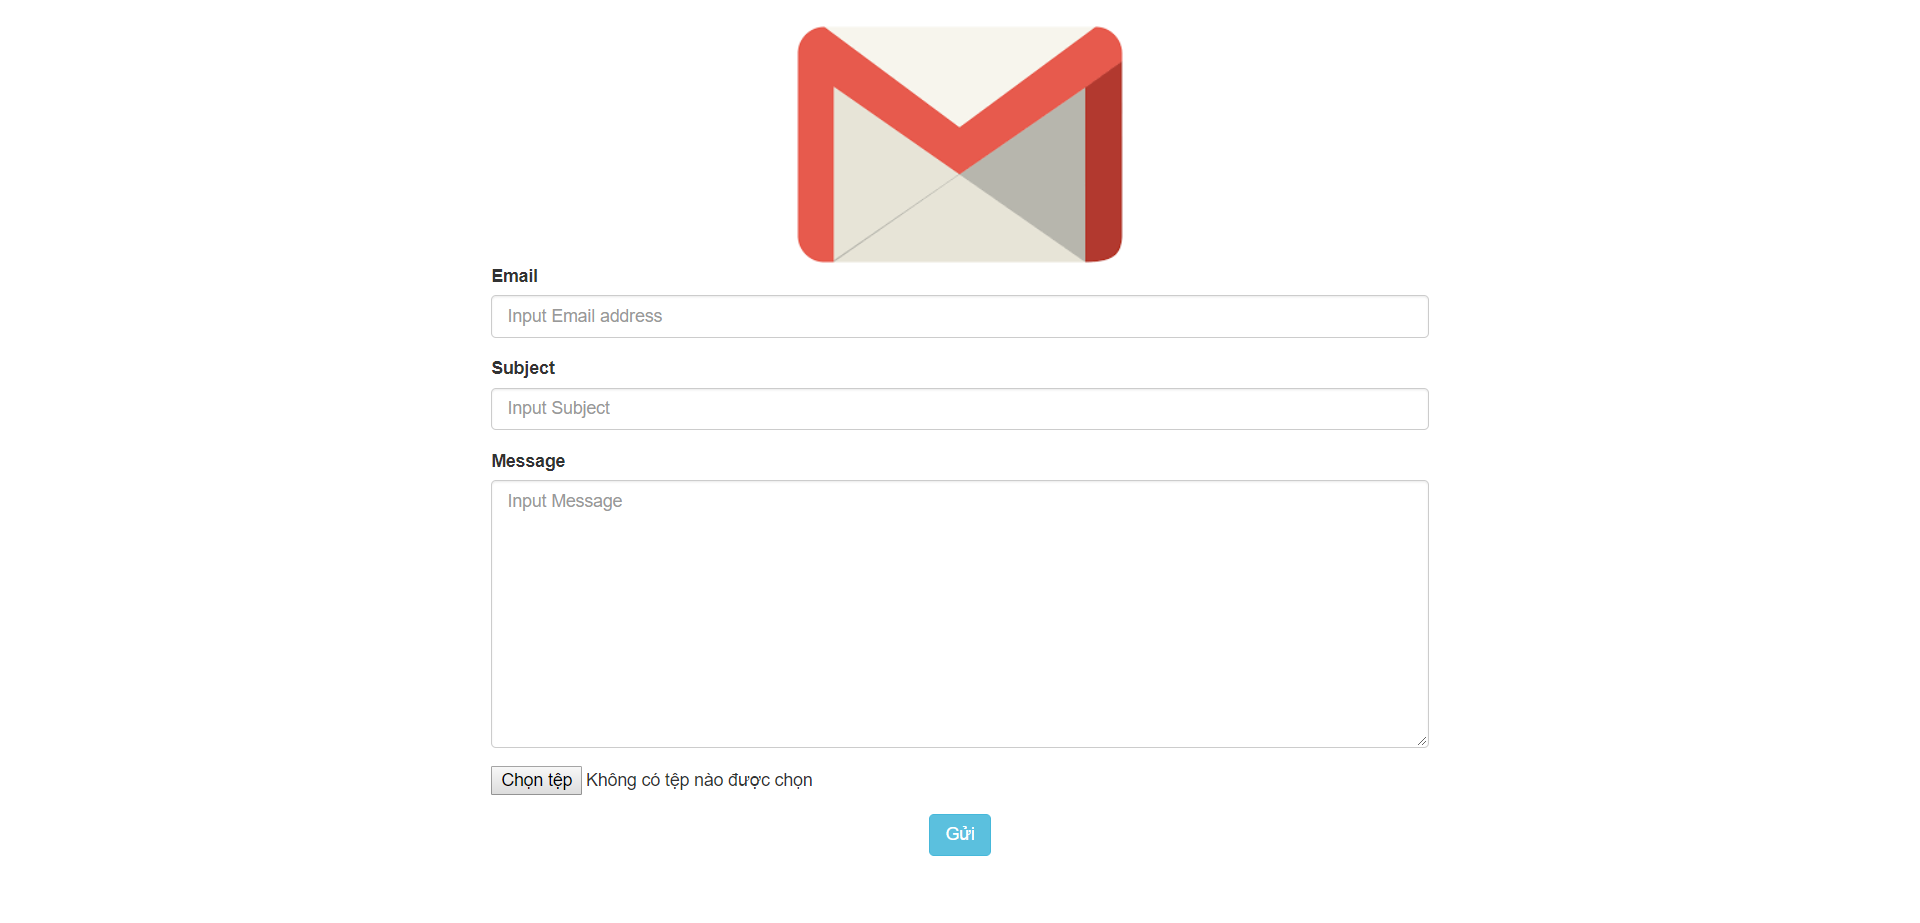 Email
Input Email address
Subject
Input Subject
Message
Input Message
Chọn tệp Không có tệp nào được chọn
Gửi